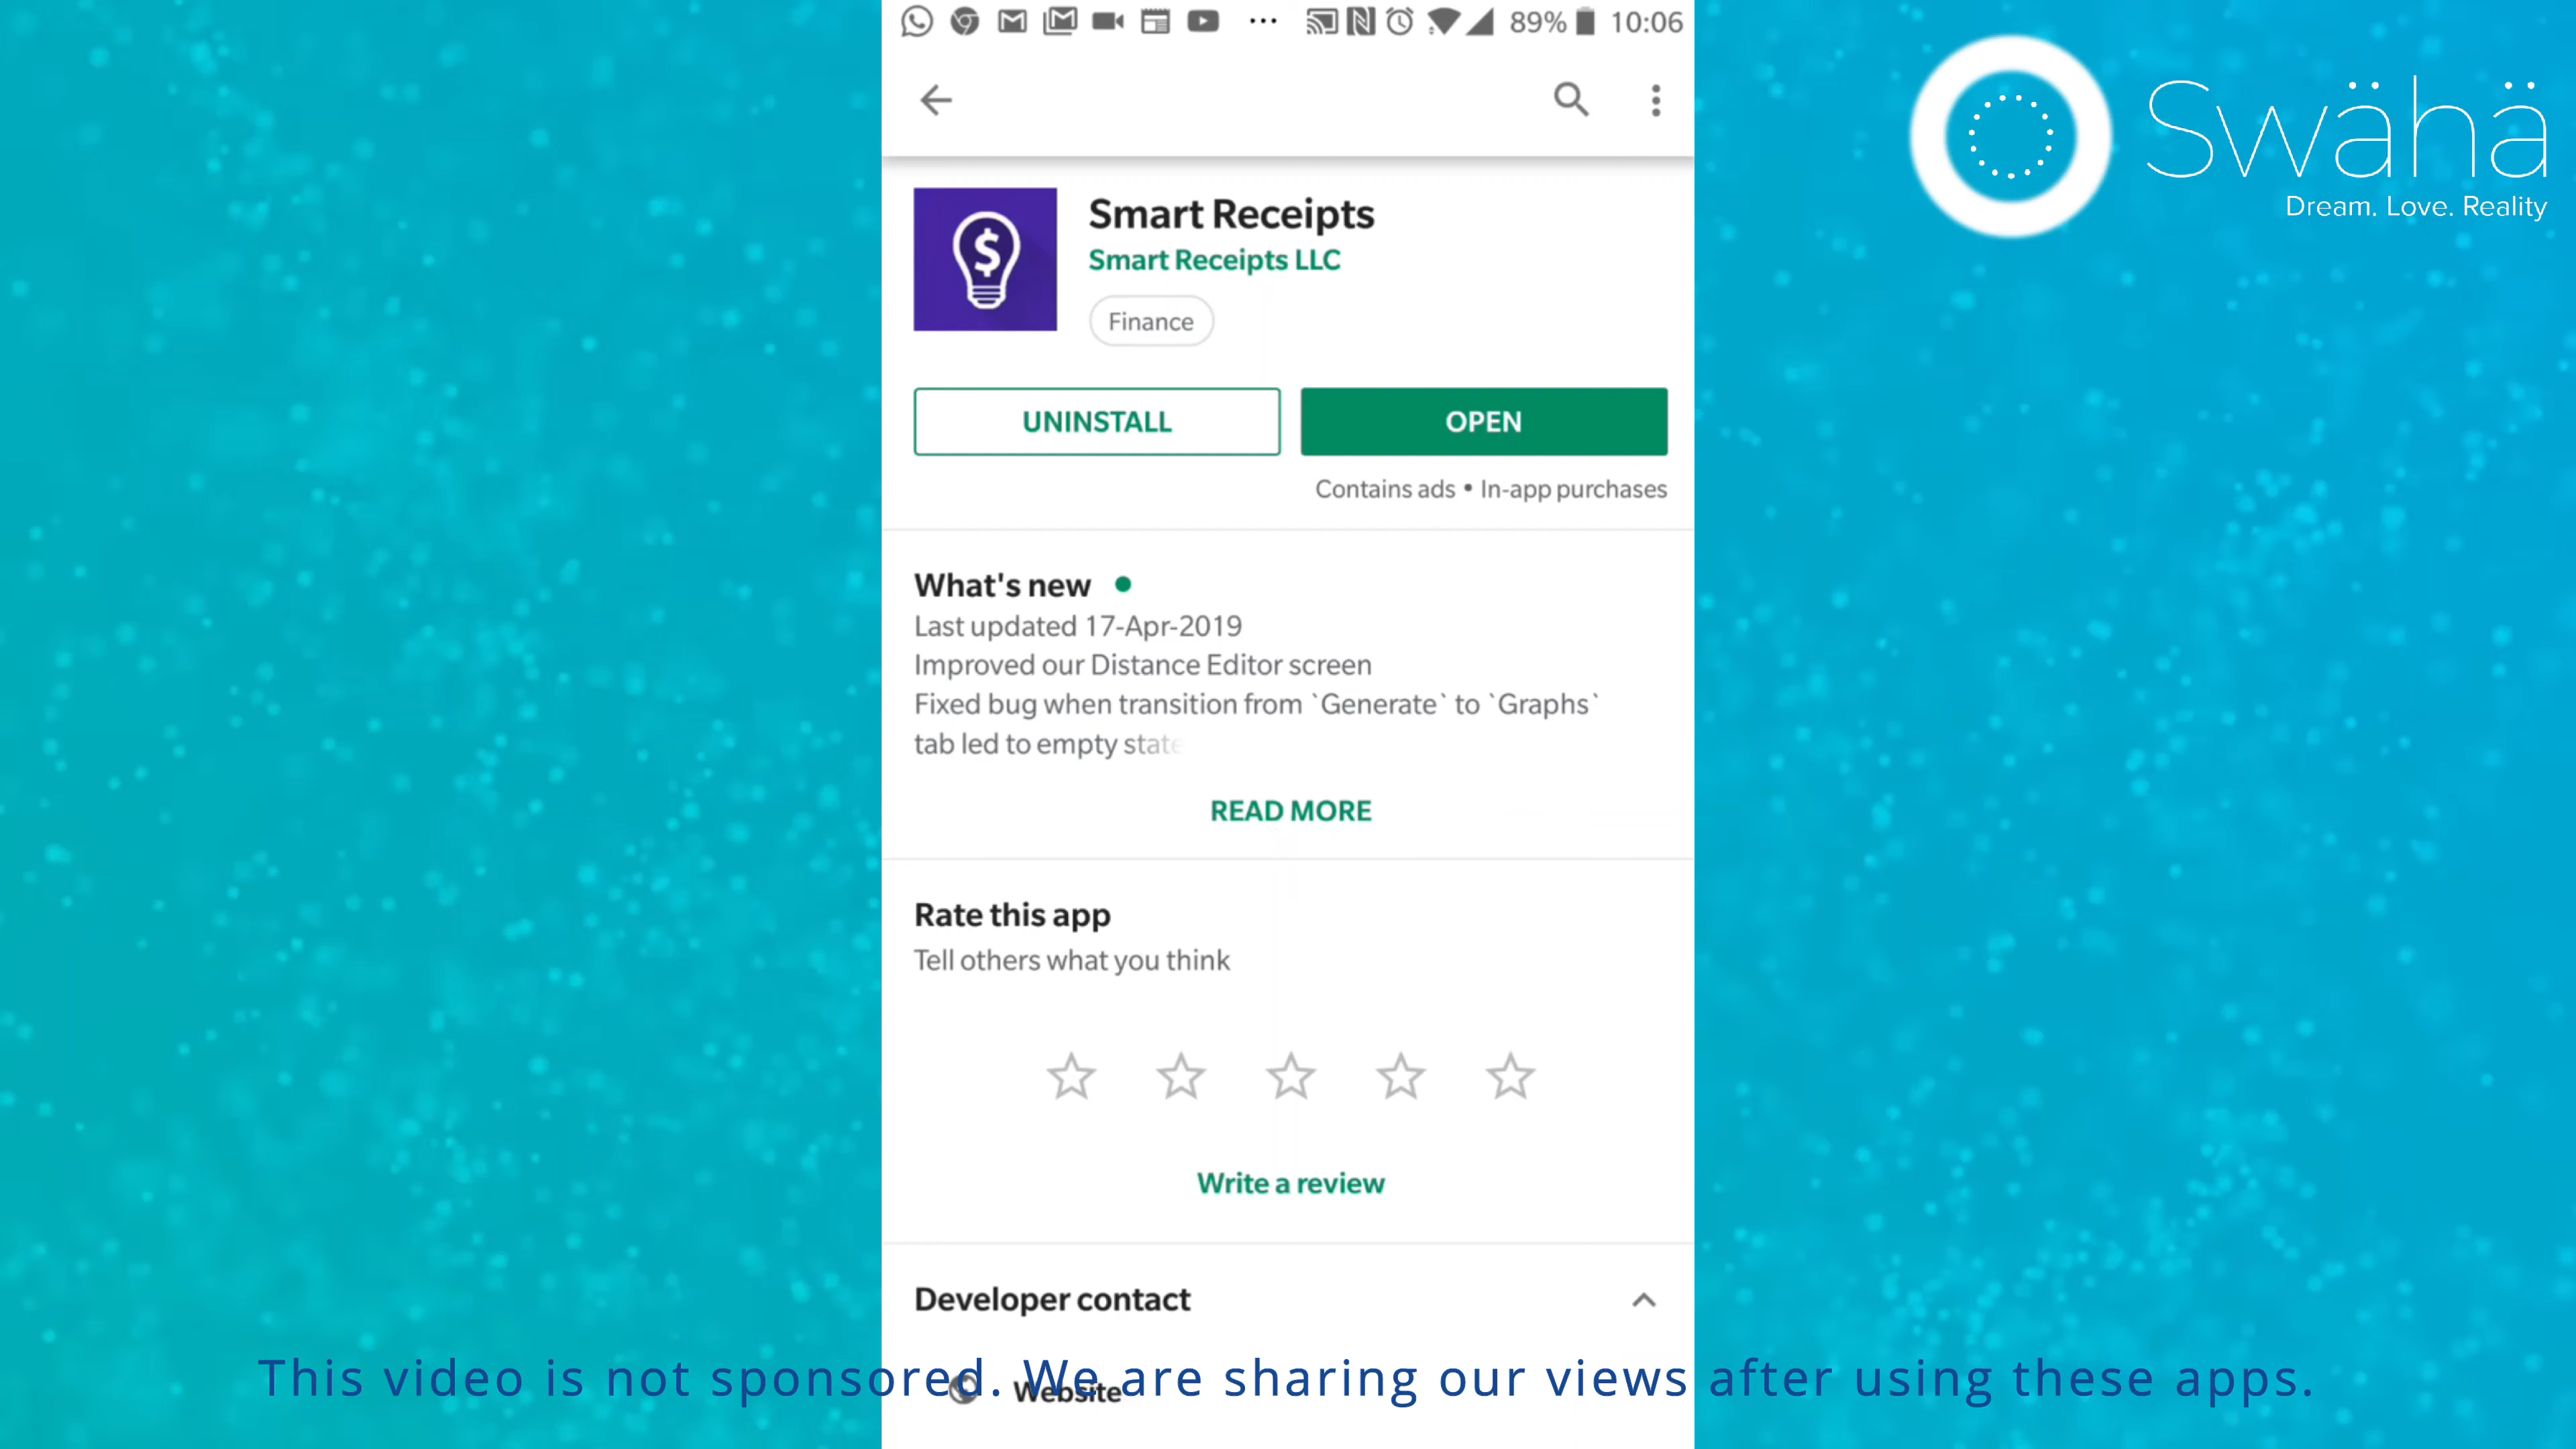 89% 10:06
Swähä
Dream. Love. Reality
Smart Receipts
Smart Receipts LLC
Finance
UNINSTALL
OPEN
Contains ads • In-app purchases
What's new
Last updated 17-Apr-2019
Improved our Distance Editor screen
Fixed bug when transition from `Generate` to `Graphs`
tab led to empty state
READ MORE
Rate this app
Tell others what you think
Write a review
Developer contact
Website
This video is not sponsored. We are sharing our views after using these apps.